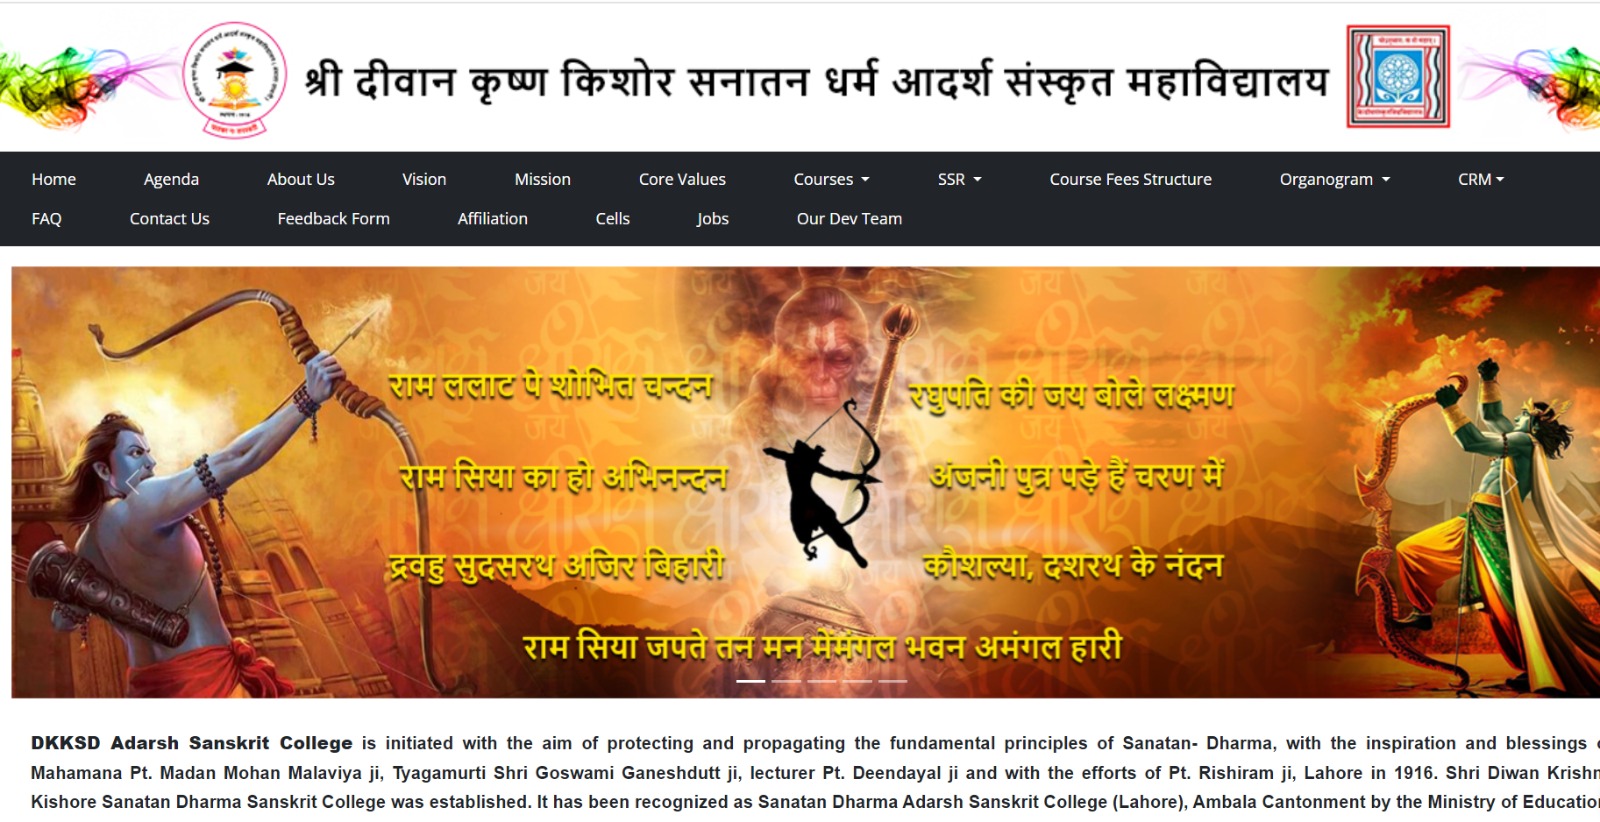 श्री दीवान कृष्ण किशोर सनातन धर्म आदर्श संस्कृत महाविद्यालय
Home Agenda About Us Vision Mission Core Values Courses SSR Course Fees Structure Organogram CRM
FAQ Contact Us Feedback Form Affiliation Cells Jobs Our Dev Team
राम ललाट पे शोभित चन्दन
रघुपति की जय बोले लक्ष्मण
राम सिया का हो अभिनन्दन
अंजनी पुत्र पड़े हैं चरण में
द्रवहु सुदसरथ अजिर बिहारी
कौशल्या, दशरथ के नंदन
राम सिया जपते तन मन मेंमंगल भवन अमंगल हारी
DKKSD Adarsh Sanskrit College is initiated with the aim of protecting and propagating the fundamental principles of Sanatan- Dharma, with the inspiration and blessings
Mahamana Pt. Madan Mohan Malaviya ji, Tyagamurti Shri Goswami Ganeshdutt ji, lecturer Pt. Deendayal ji and with the efforts of Pt. Rishiram ji, Lahore in 1916. Shri Diwan Krishn
Kishore Sanatan Dharma Sanskrit College was established. It has been recognized as Sanatan Dharma Adarsh Sanskrit College (Lahore), Ambala Cantonment by the Ministry of Education